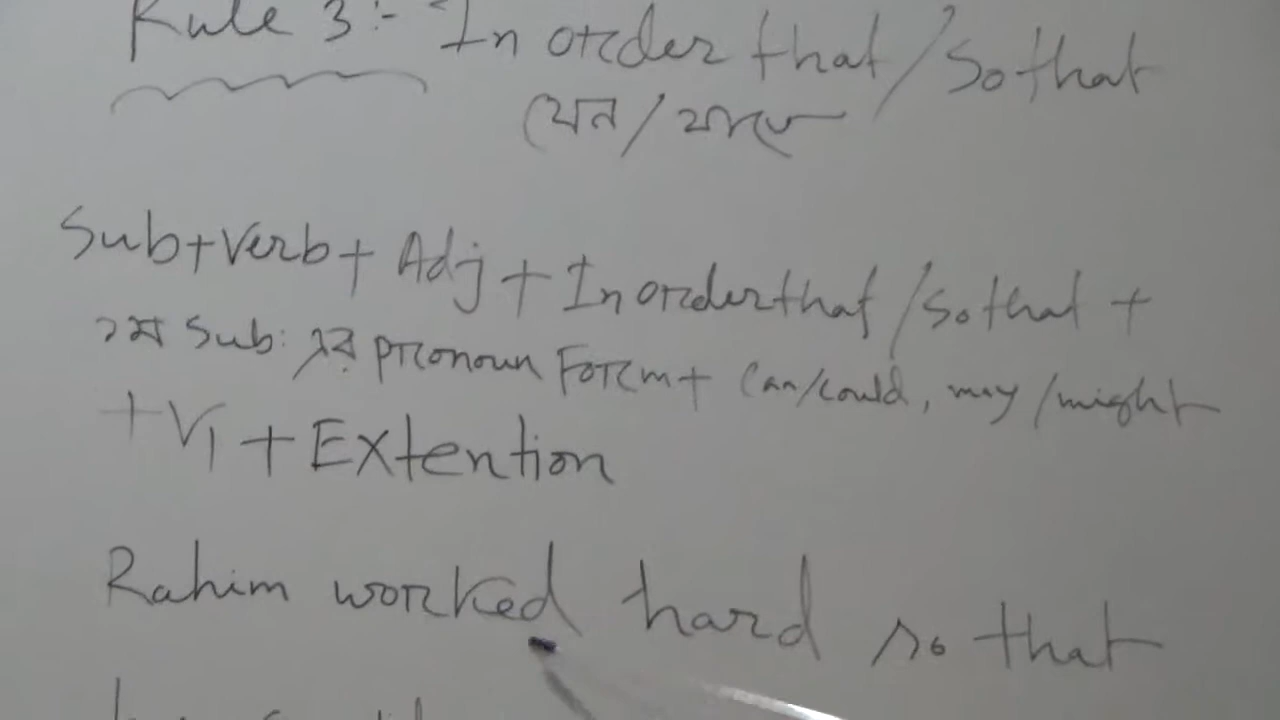 Rule 3:- In order that/So that
যেন/যাতে
Sub+Verb+ Adj + In order that/So that +
১ম Sub: এর pronoun Form + Can/Could, may/might
+V1 + Extention
Rahim worked hard so that